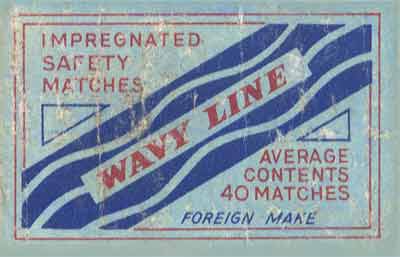 IMPREGNATED
SAFETY
MATCHES
WAVY LINE
AVERAGE
CONTENTS
40 MATCHES
FOREIGN MAKE